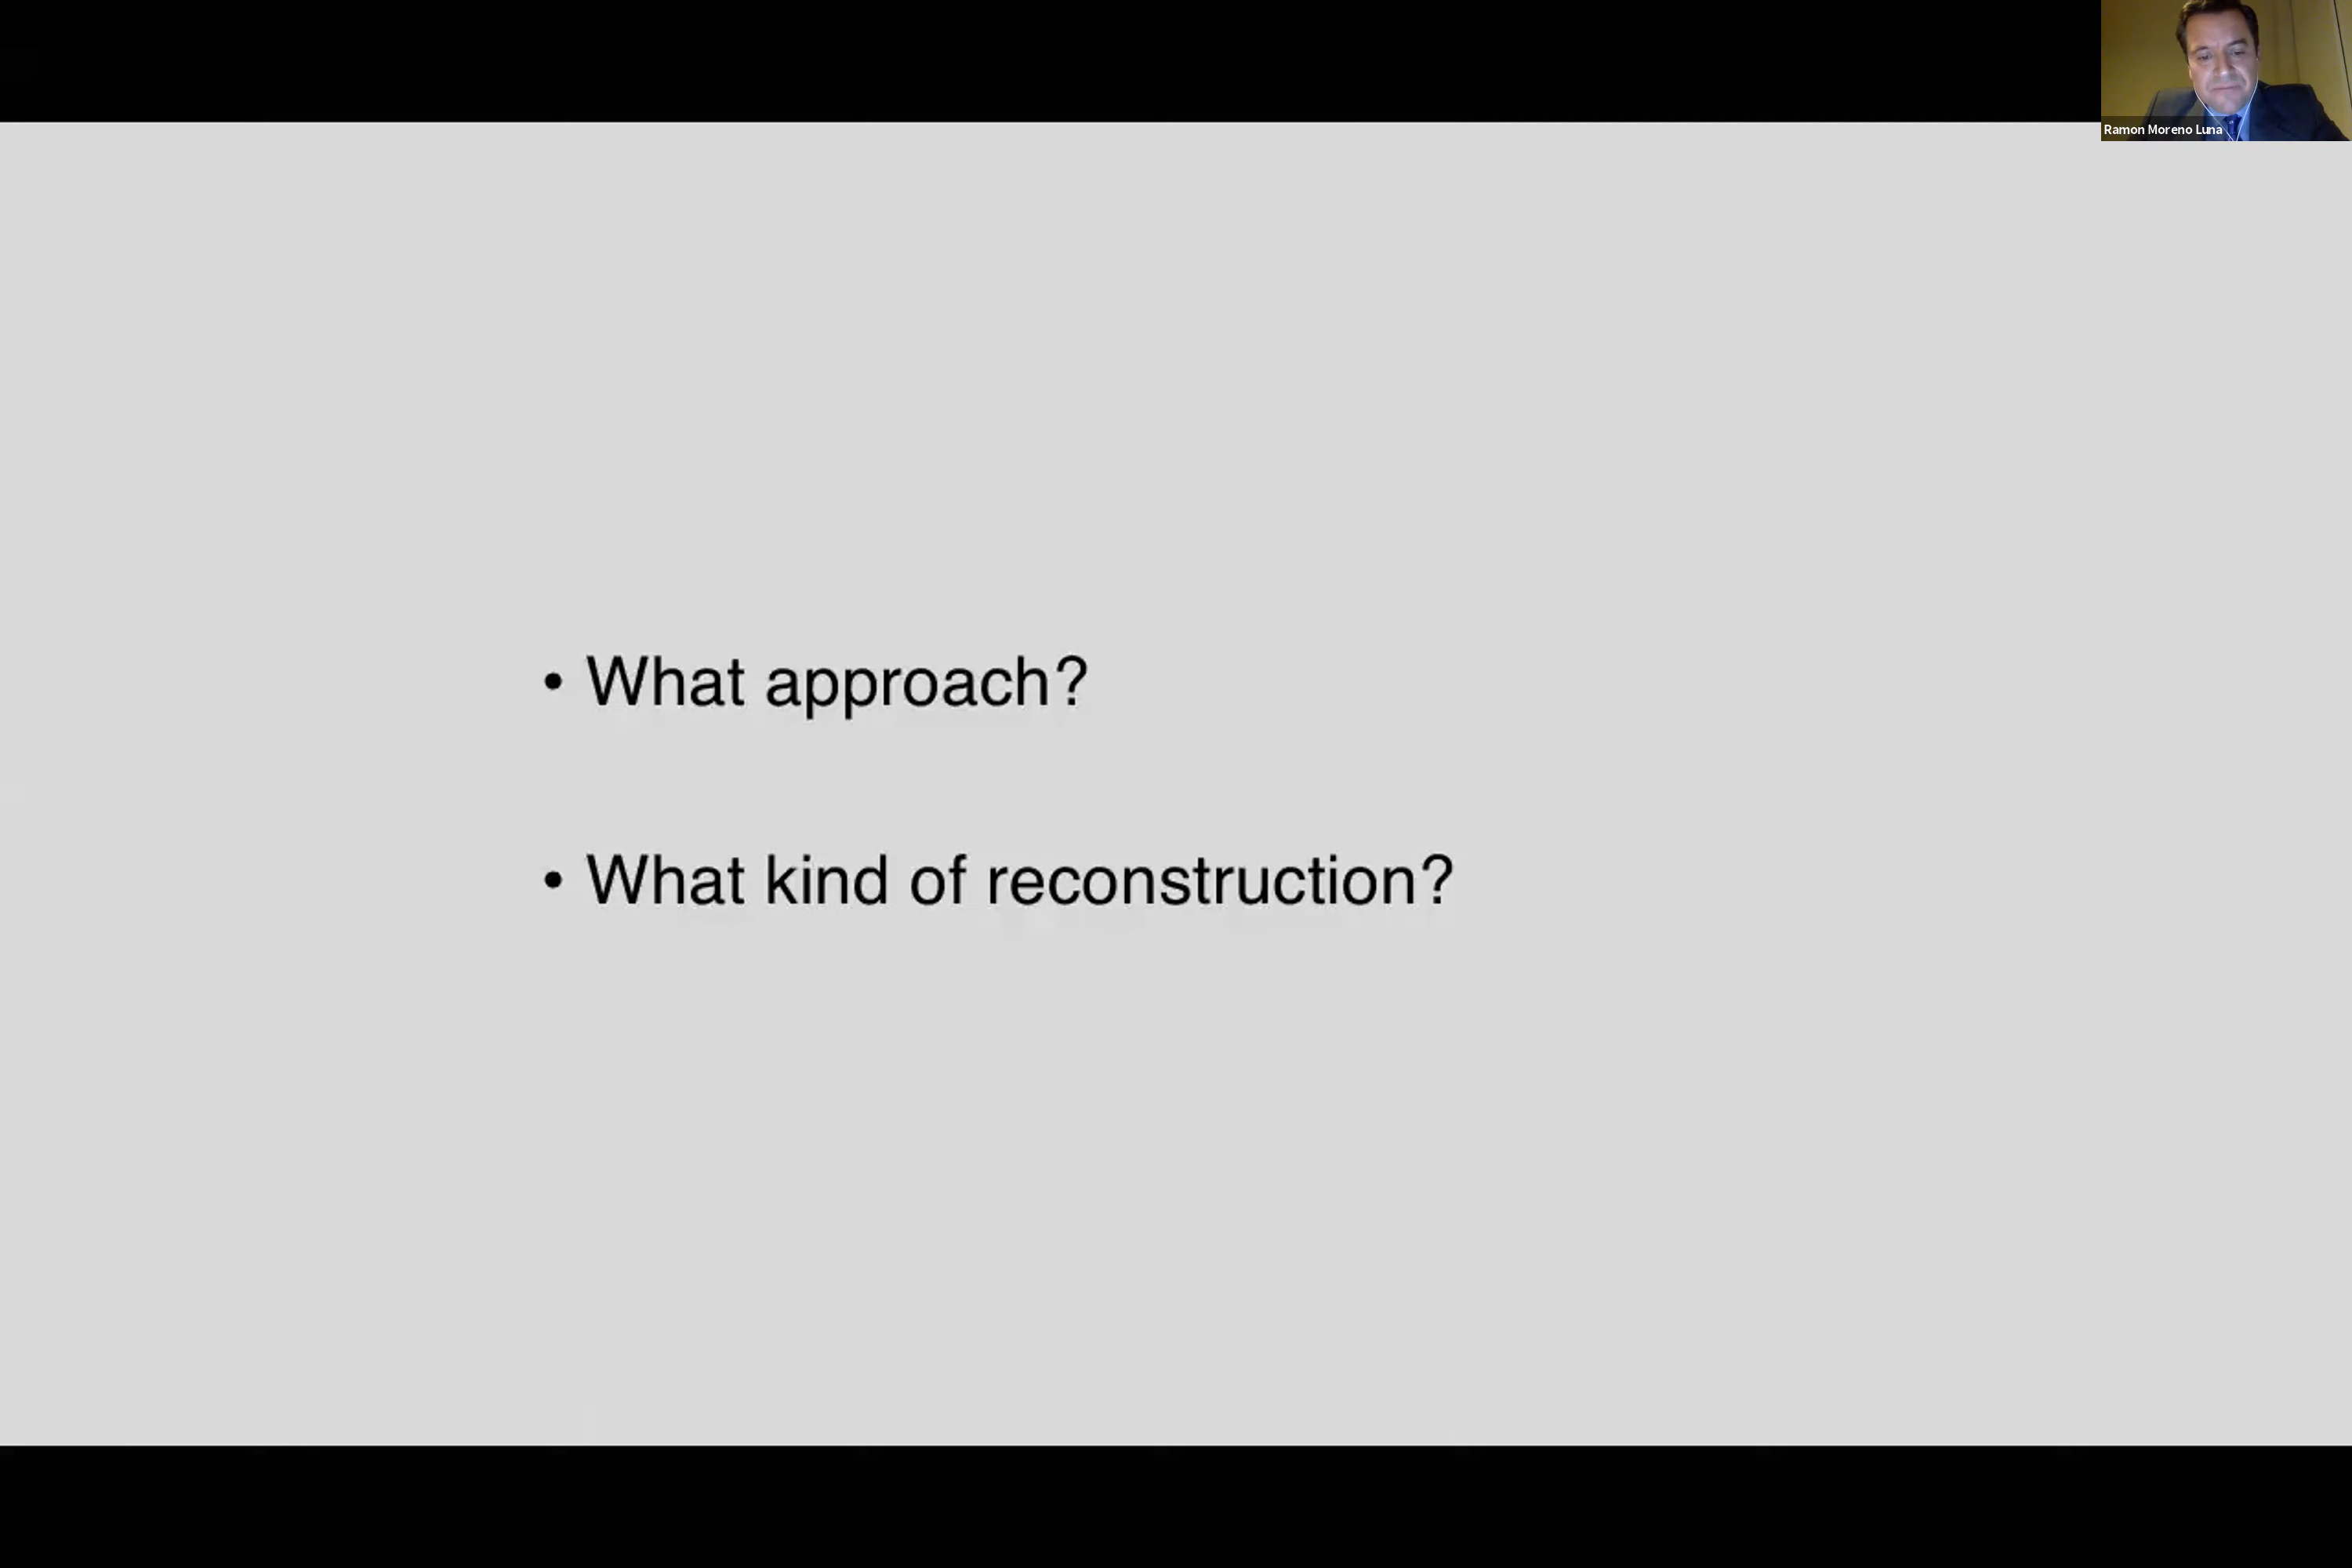 Ramon Moreno Luna
• What approach?
• What kind of reconstruction?